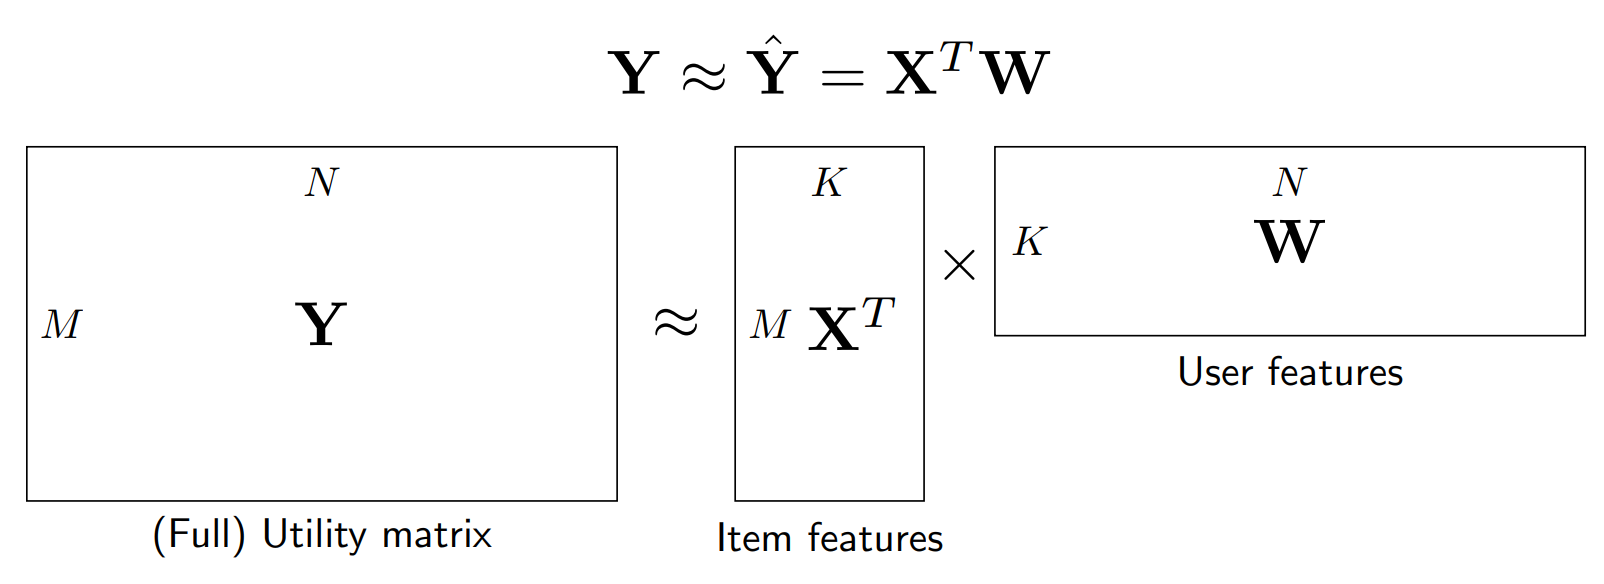 Y ≈ Ŷ = X^T W
N
K
N
M
Y
≈
M
X^T
×
K
W
User features
(Full) Utility matrix
Item features